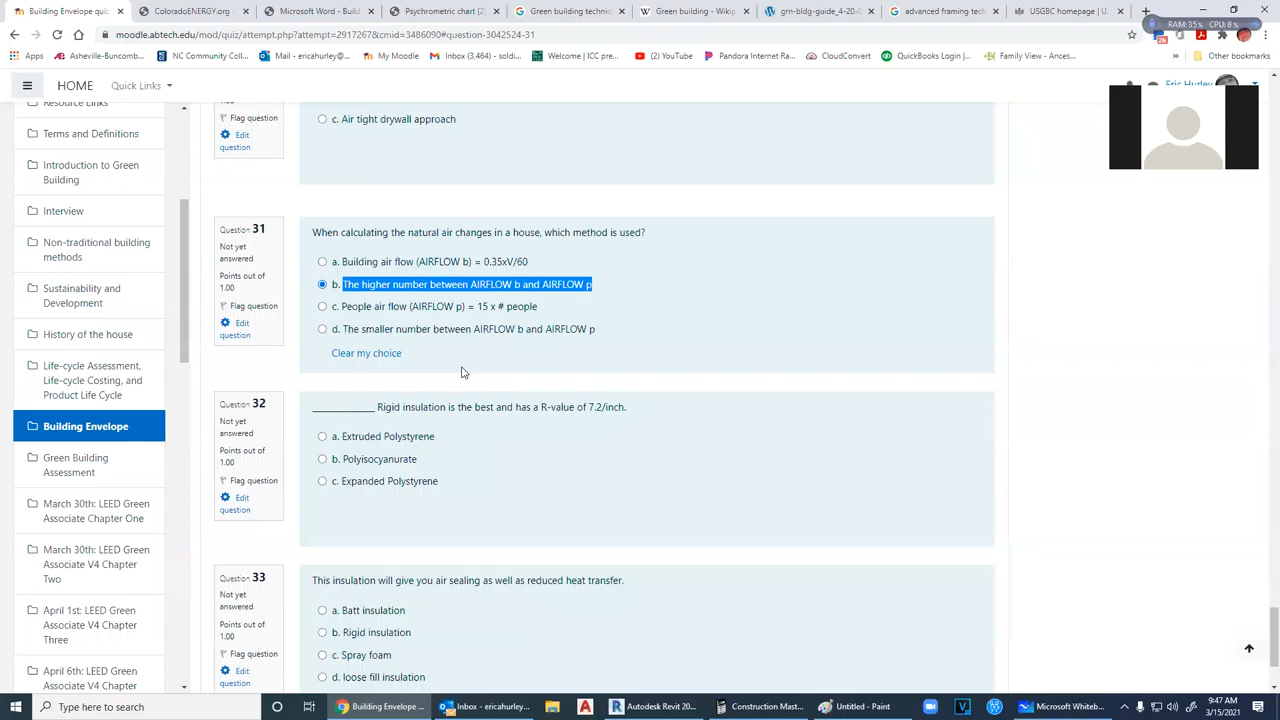 Building Envelope quiz
ColoradoENERGY.org -
Microsoft Word - Build
Psychrometric chart (2
Green building techniq
Green building - Wikip
grn-bldg-guide_4-20-0
advanced framing tech
USGBC homepage | U.
RAM:35% CPU: 6%
moodle.abtech.edu/mod/quiz/attempt.php?attempt=2917267&cmid=3486090#question-3042524-31
Apps
Asheville-Buncomb...
NC Community Coll...
Mail - ericahurley@...
My Moodle
Inbox (3,464) - soldi...
Welcome | ICC pre...
(2) YouTube
Pandora Internet Ra...
CloudConvert
QuickBooks Login |...
Family View - Ances...
»
Other bookmarks
HOME
Quick Links
Eric Hurley
Resource Links
Terms and Definitions
Introduction to Green
Building
Interview
Non-traditional building
methods
Sustainability and
Development
History of the house
Life-cycle Assessment,
Life-cycle Costing, and
Product Life Cycle
Building Envelope
Green Building
Assessment
March 30th: LEED Green
Associate Chapter One
March 30th: LEED Green
Associate V4 Chapter
Two
April 1st: LEED Green
Associate V4 Chapter
Three
April 6th: LEED Green
Associate V4 Chapter
Flag question
Edit
question
c. Air tight drywall approach
Question 31
Not yet
answered
Points out of
1.00
Flag question
Edit
question
When calculating the natural air changes in a house, which method is used?
a. Building air flow (AIRFLOW b) = 0.35xV/60
b. The higher number between AIRFLOW b and AIRFLOW p
c. People air flow (AIRFLOW p) = 15 x # people
d. The smaller number between AIRFLOW b and AIRFLOW p
Clear my choice
Question 32
Not yet
answered
Points out of
1.00
Flag question
Edit
question
_____________ Rigid insulation is the best and has a R-value of 7.2/inch.
a. Extruded Polystyrene
b. Polyisocyanurate
c. Expanded Polystyrene
Question 33
Not yet
answered
Points out of
1.00
Flag question
Edit
question
This insulation will give you air sealing as well as reduced heat transfer.
a. Batt insulation
b. Rigid insulation
c. Spray foam
d. loose fill insulation
Type here to search
Building Envelope ...
Inbox - ericahurley...
Autodesk Revit 20...
Construction Mast...
Untitled - Paint
Microsoft Whiteb...
9:47 AM
3/15/2021